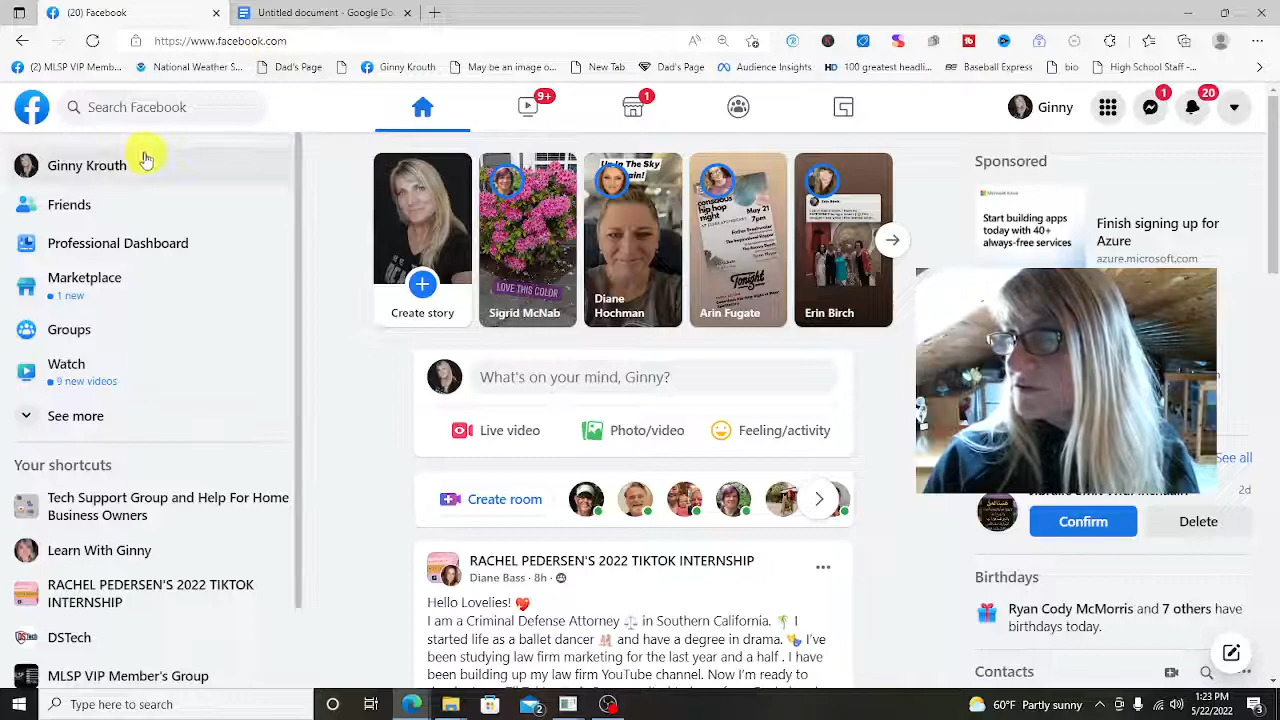 (20) Facebook
Untitled document - Google Do
https://www.facebook.com
(2) MLSP VIP Memb...
National Weather S...
Dad's Page
Ginny Krouth
May be an image o...
New Tab
Dad's Page
Audience Insights
HD 100 greatest headli...
Baseball Express
bio
High School Staff -...
Search Facebook
9+
1
Ginny
1
20
Ginny Krouth
Friends
Professional Dashboard
Marketplace
1 new
Groups
Watch
9 new videos
See more
Your shortcuts
Tech Support Group and Help For Home
Business Owners
Learn With Ginny
RACHEL PEDERSEN'S 2022 TIKTOK
INTERNSHIP
DSTech
MLSP VIP Member's Group
Create story
LOVE THIS COLOR
Sigrid McNab
Up In The Sky
Diane
Hochman
Tonight
Arin Fugate
Erin Birch
What's on your mind, Ginny?
Live video
Photo/video
Feeling/activity
Create room
RACHEL PEDERSEN'S 2022 TIKTOK INTERNSHIP
Diane Bass · 8h ·
Hello Lovelies!
I am a Criminal Defense Attorney in Southern California. I
started life as a ballet dancer and have a degree in drama. I've
been studying law firm marketing for the last year and a half . I have
been building up my law firm YouTube channel. Now I'm ready to
Sponsored
Start building apps
today with 40+
always-free services
Finish signing up for
Azure
azure.microsoft.com
See all
2d
Confirm
Delete
Birthdays
Ryan Cody McMorris and 7 others have
birthdays today.
Contacts
Type here to search
2
60°F Partly sunny
1:23 PM
5/22/2022